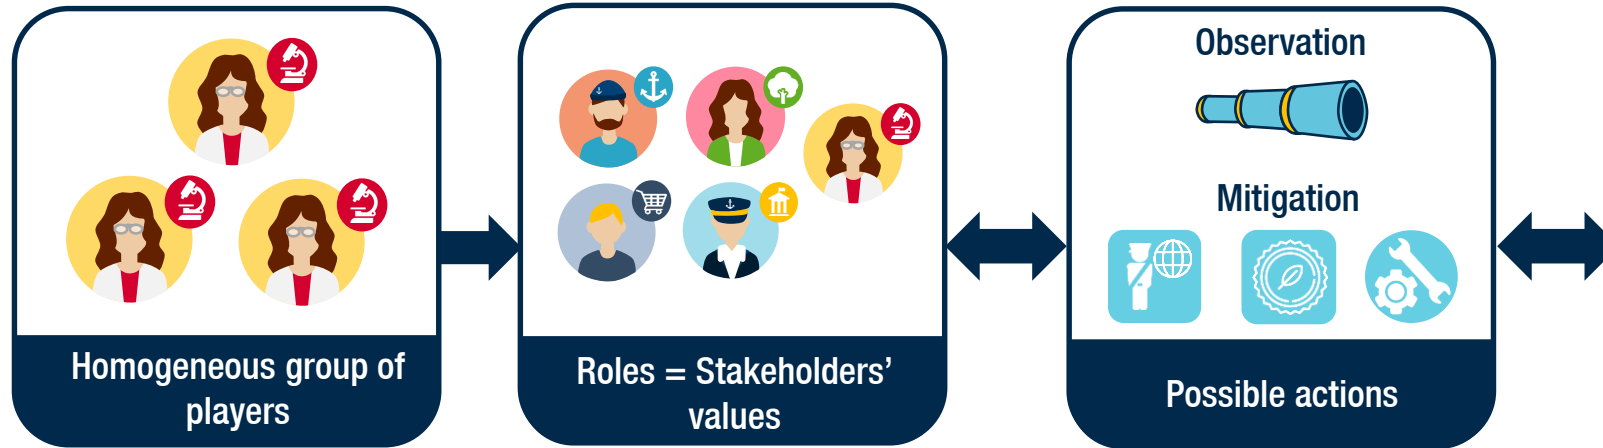 Homogeneous group of
players
Roles = Stakeholders’
values
Observation
Mitigation
Possible actions